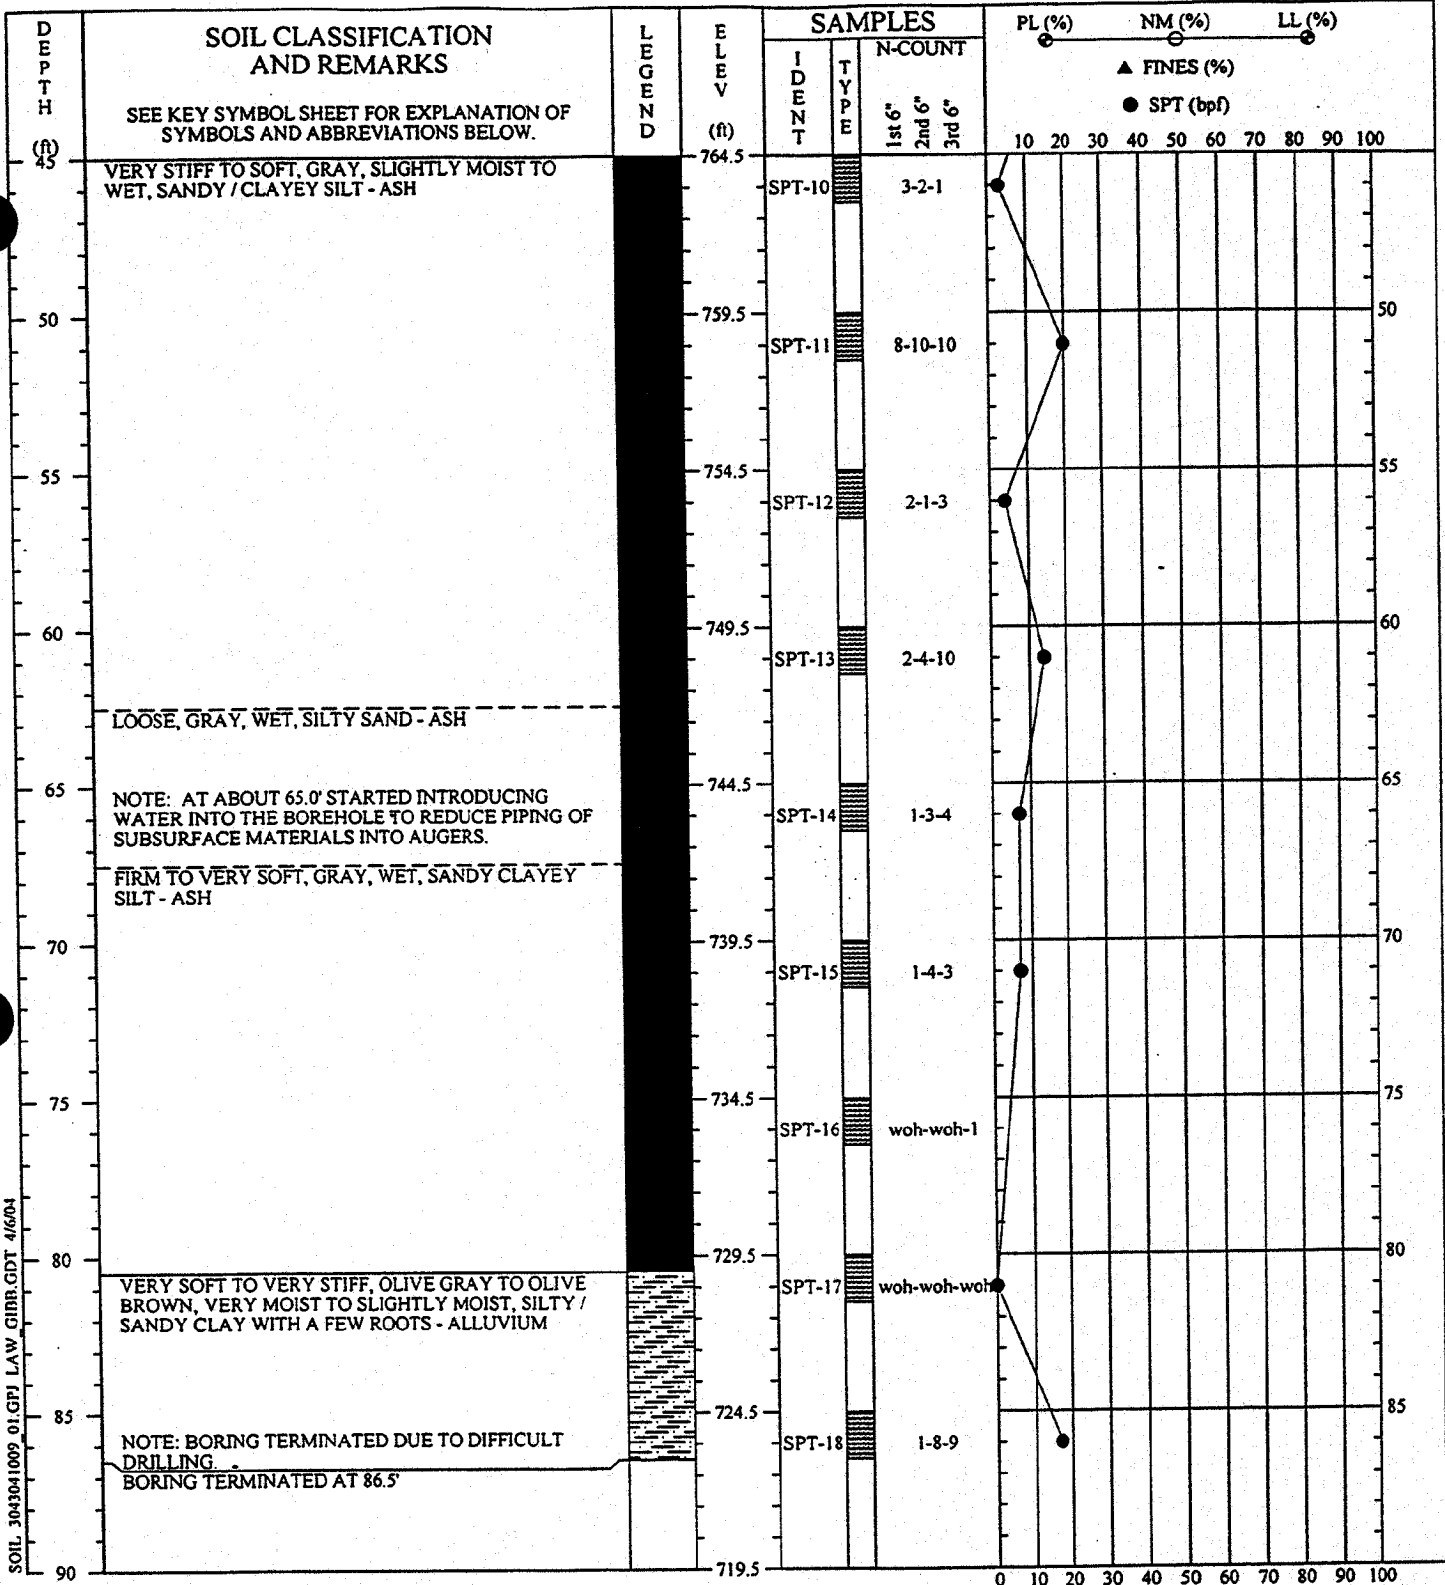 DEPTH
(ft)
SOIL CLASSIFICATION
AND REMARKS
SEE KEY SYMBOL SHEET FOR EXPLANATION OF
SYMBOLS AND ABBREVIATIONS BELOW.
LEGEND
ELEV
(ft)
SAMPLES
IDENT
TYPE
N-COUNT
1st 6"
2nd 6"
3rd 6"
PL (%) NM (%) LL (%)
▲ FINES (%)
● SPT (bpf)
10 20 30 40 50 60 70 80 90 100
45
VERY STIFF TO SOFT, GRAY, SLIGHTLY MOIST TO
WET, SANDY / CLAYEY SILT - ASH
764.5
SPT-10 3-2-1
50 759.5 50
SPT-11 8-10-10
55 754.5 55
SPT-12 2-1-3
60 749.5 60
SPT-13 2-4-10
LOOSE, GRAY, WET, SILTY SAND - ASH
65 744.5 65
NOTE: AT ABOUT 65.0' STARTED INTRODUCING
WATER INTO THE BOREHOLE TO REDUCE PIPING OF
SUBSURFACE MATERIALS INTO AUGERS.
SPT-14 1-3-4
FIRM TO VERY SOFT, GRAY, WET, SANDY CLAYEY
SILT - ASH
70 739.5 70
SPT-15 1-4-3
75 734.5 75
SPT-16 woh-woh-1
80 729.5 80
VERY SOFT TO VERY STIFF, OLIVE GRAY TO OLIVE
BROWN, VERY MOIST TO SLIGHTLY MOIST, SILTY /
SANDY CLAY WITH A FEW ROOTS - ALLUVIUM
SPT-17 woh-woh-woh
85 724.5 85
NOTE: BORING TERMINATED DUE TO DIFFICULT
DRILLING.
SPT-18 1-8-9
BORING TERMINATED AT 86.5'
90 719.5
0 10 20 30 40 50 60 70 80 90 100
SOIL 3043041009_01.GPJ LAW_GIBB.GDT 4/6/04